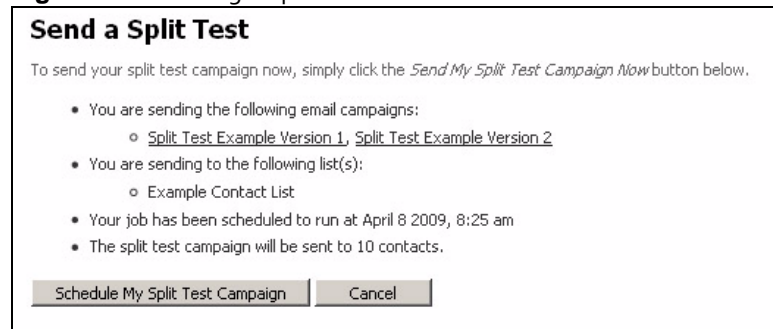 Send a Split Test
To send your split test campaign now, simply click the Send My Split Test Campaign Now button below.
• You are sending the following email campaigns:
Split Test Example Version 1, Split Test Example Version 2
• You are sending to the following list(s):
Example Contact List
• Your job has been scheduled to run at April 8 2009, 8:25 am
• The split test campaign will be sent to 10 contacts.
Schedule My Split Test Campaign Cancel